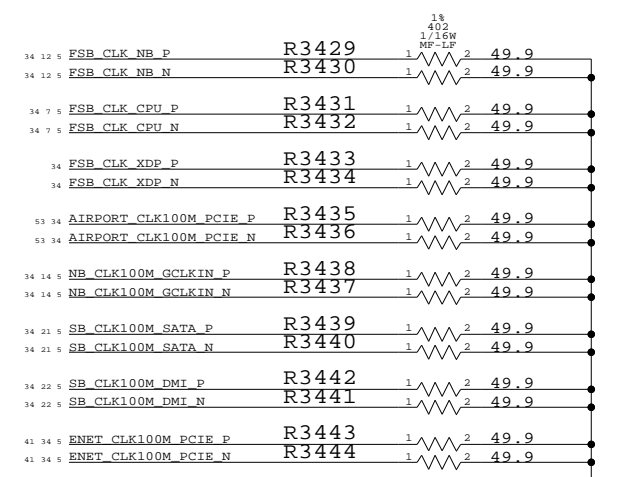 1%
402
1/16W
MF-LF
34 12 5 FSB_CLK_NB_P R3429 1 2 49.9
34 12 5 FSB_CLK_NB_N R3430 1 2 49.9
34 7 5 FSB_CLK_CPU_P R3431 1 2 49.9
34 7 5 FSB_CLK_CPU_N R3432 1 2 49.9
34 FSB_CLK_XDP_P R3433 1 2 49.9
34 FSB_CLK_XDP_N R3434 1 2 49.9
53 34 AIRPORT_CLK100M_PCIE_P R3435 1 2 49.9
53 34 AIRPORT_CLK100M_PCIE_N R3436 1 2 49.9
34 14 5 NB_CLK100M_GCLKIN_P R3438 1 2 49.9
34 14 5 NB_CLK100M_GCLKIN_N R3437 1 2 49.9
34 21 5 SB_CLK100M_SATA_P R3439 1 2 49.9
34 21 5 SB_CLK100M_SATA_N R3440 1 2 49.9
34 22 5 SB_CLK100M_DMI_P R3442 1 2 49.9
34 22 5 SB_CLK100M_DMI_N R3441 1 2 49.9
41 34 5 ENET_CLK100M_PCIE_P R3443 1 2 49.9
41 34 5 ENET_CLK100M_PCIE_N R3444 1 2 49.9